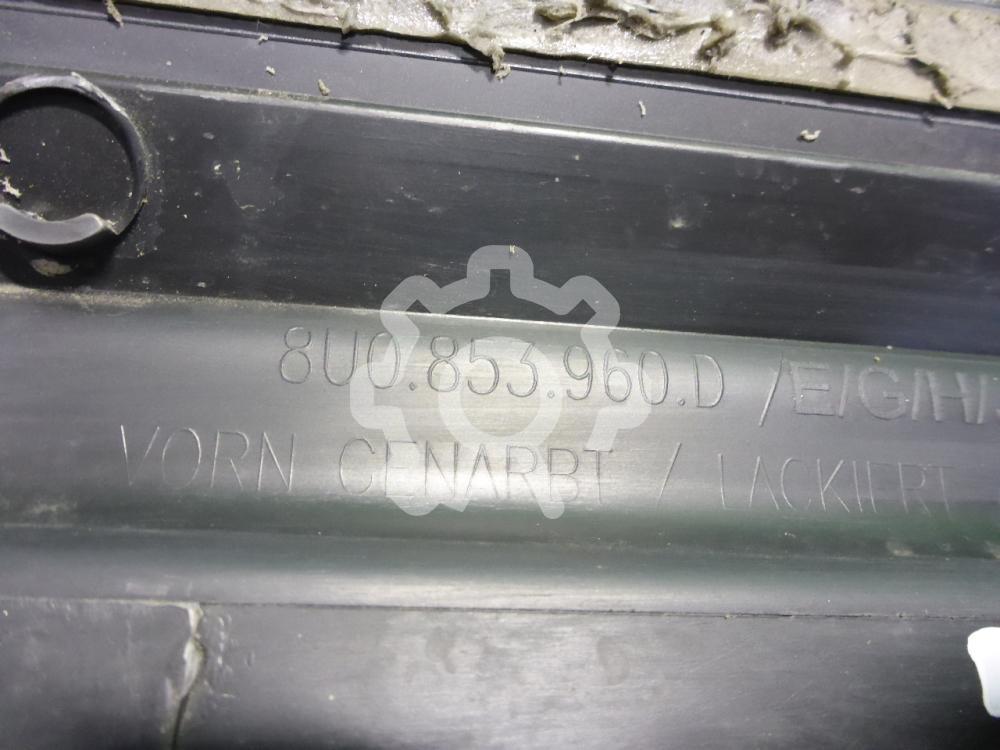 8U0.853.960.D /E/G/H/
VORN GENARBT / LACKIERT